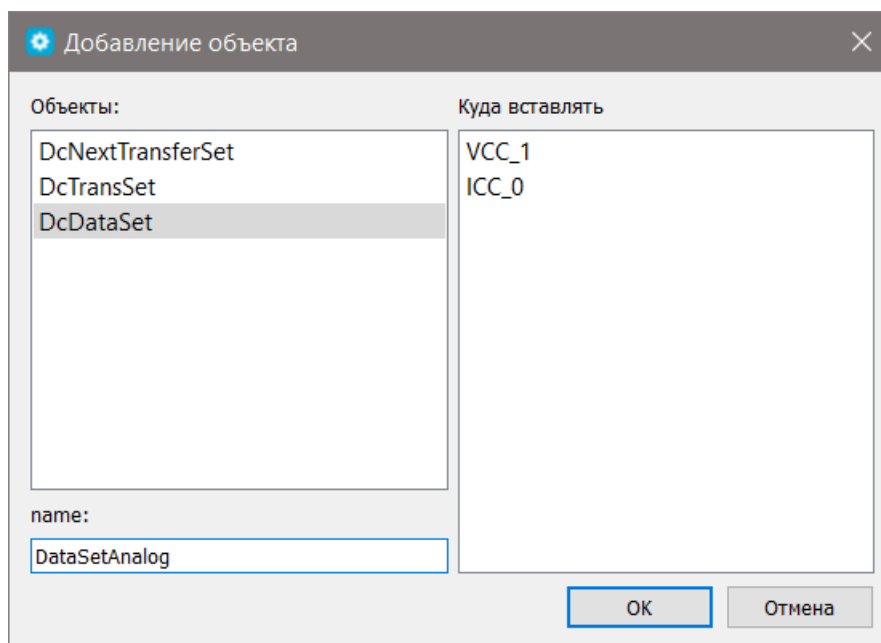 Добавление объекта
Объекты:
DcNextTransferSet
DcTransSet
DcDataSet
name:
DataSetAnalog
Куда вставлять
VCC_1
ICC_0
OK
Отмена